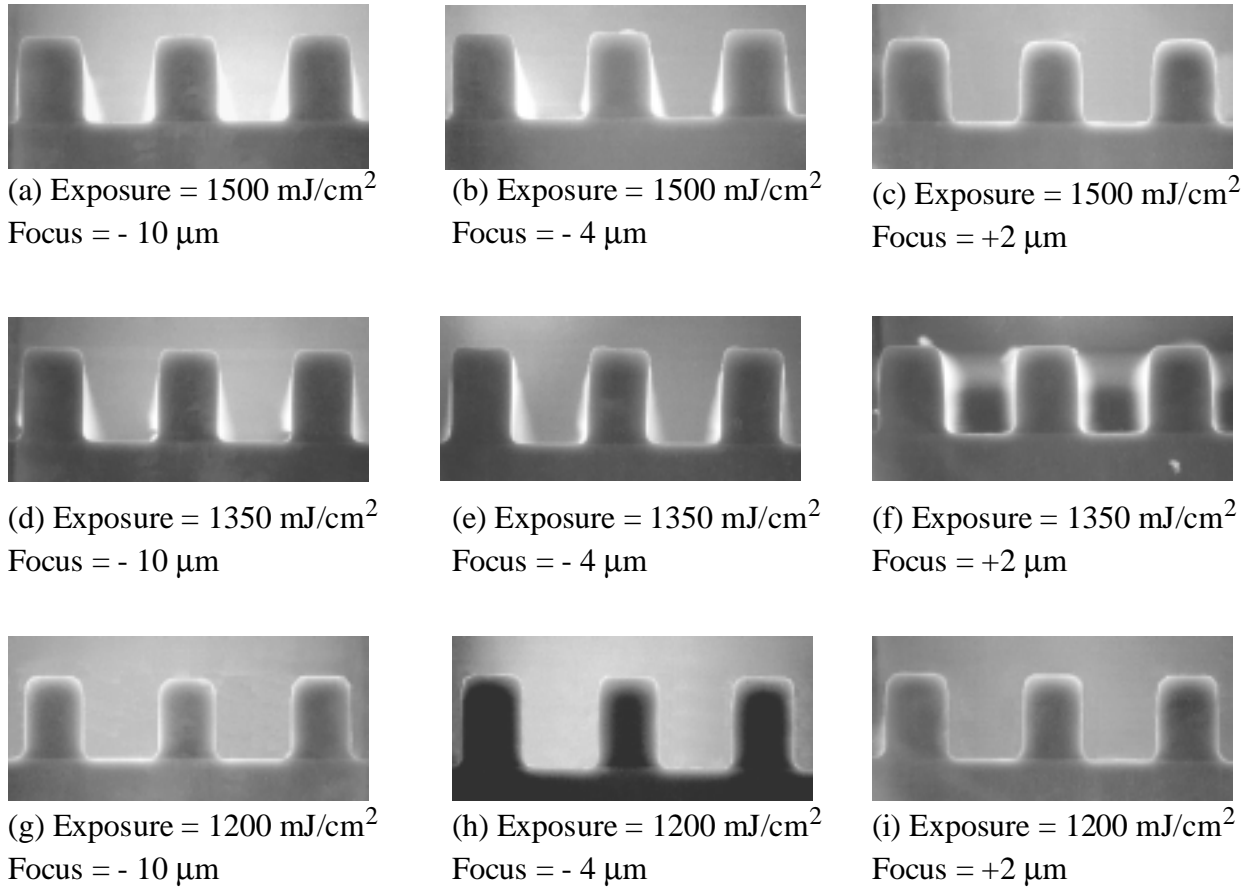 (a) Exposure = 1500 mJ/cm²
Focus = - 10 μm
(b) Exposure = 1500 mJ/cm²
Focus = - 4 μm
(c) Exposure = 1500 mJ/cm²
Focus = +2 μm
(d) Exposure = 1350 mJ/cm²
Focus = - 10 μm
(e) Exposure = 1350 mJ/cm²
Focus = - 4 μm
(f) Exposure = 1350 mJ/cm²
Focus = +2 μm
(g) Exposure = 1200 mJ/cm²
Focus = - 10 μm
(h) Exposure = 1200 mJ/cm²
Focus = - 4 μm
(i) Exposure = 1200 mJ/cm²
Focus = +2 μm